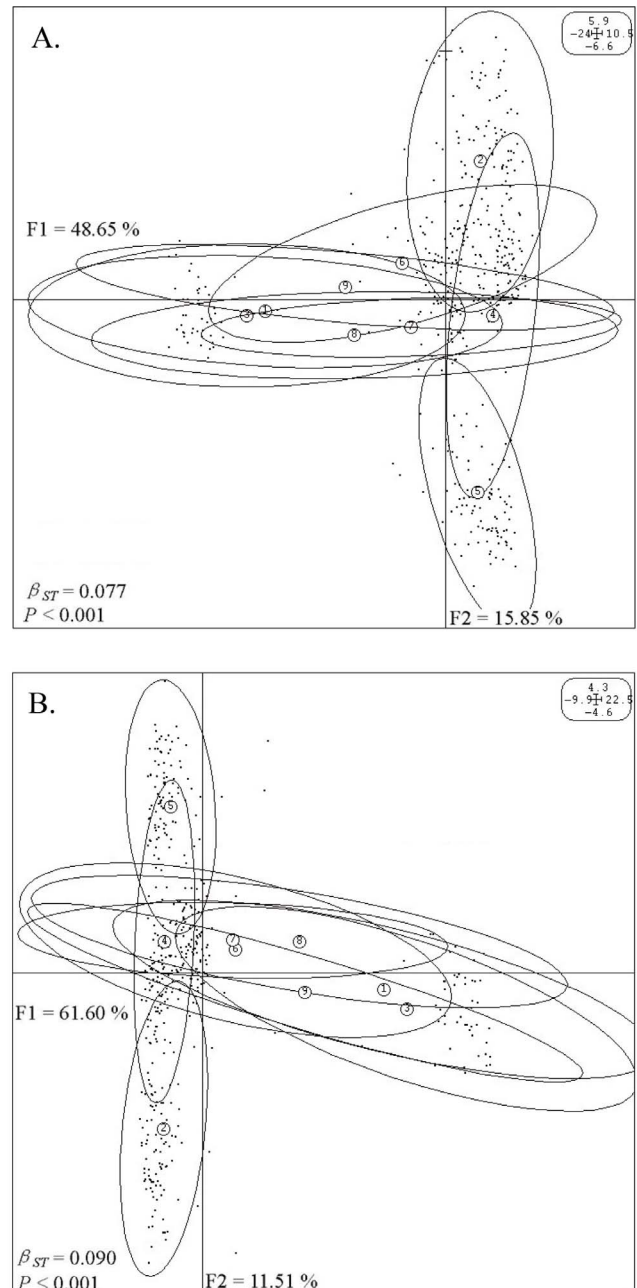 A.
5.9
-24 10.5
-6.6
2
F1 = 48.65 %
6
9
3 1 4
7
8
5
βST = 0.077
P < 0.001
F2 = 15.85 %
B.
4.3
-9.9 22.5
-4.6
5
4 7 8
6
9 1
3
F1 = 61.60 %
2
βST = 0.090
P < 0.001
F2 = 11.51 %